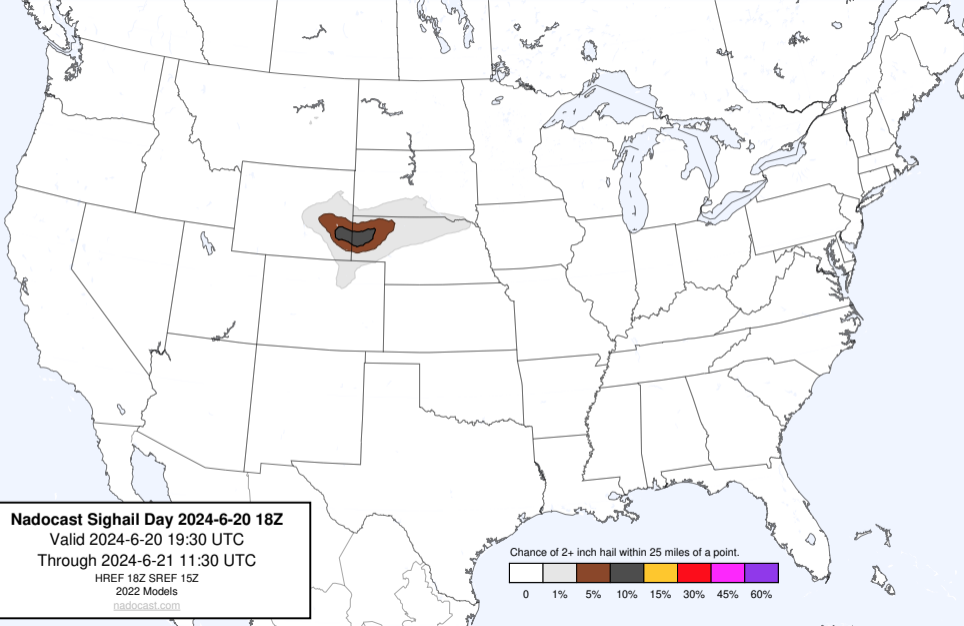 Nadocast Sighail Day 2024-6-20 18Z
Valid 2024-6-20 19:30 UTC
Through 2024-6-21 11:30 UTC
HREF 18Z SREF 15Z
2022 Models
nadocast.com
Chance of 2+ inch hail within 25 miles of a point.
0 1% 5% 10% 15% 30% 45% 60%